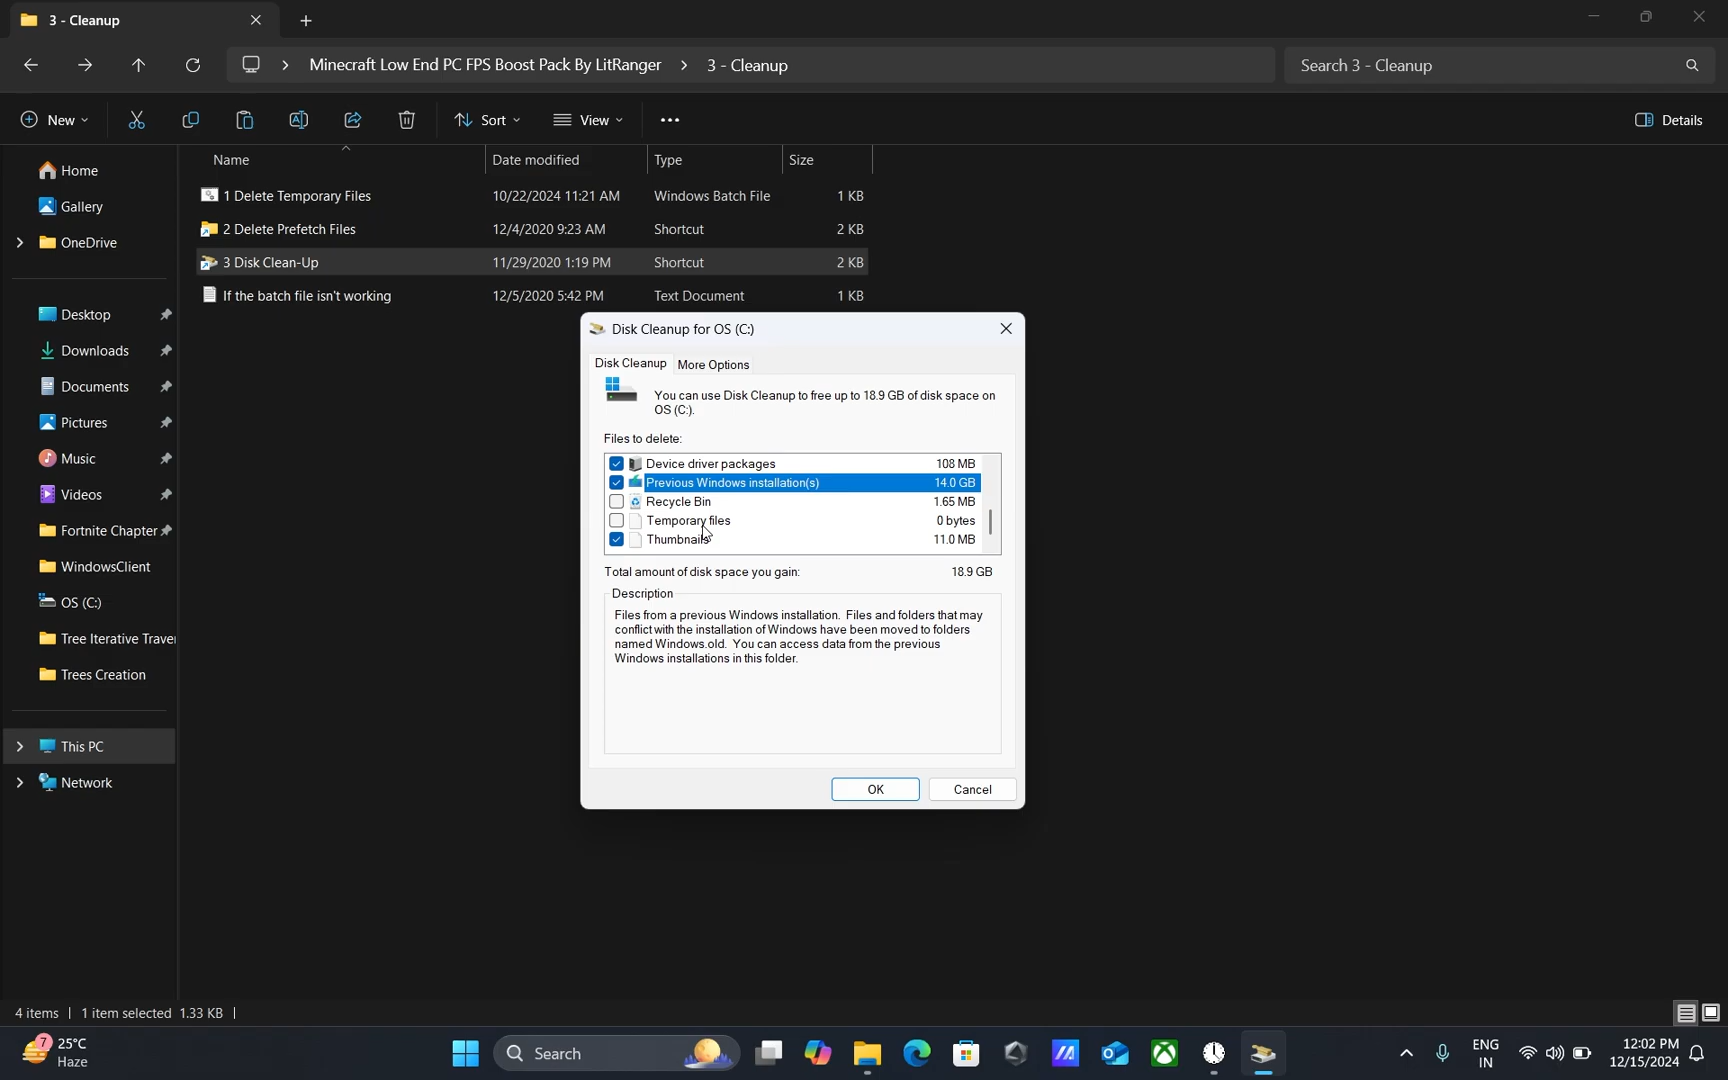 3 - Cleanup
Minecraft Low End PC FPS Boost Pack By LitRanger > 3 - Cleanup
Search 3 - Cleanup
New
Sort
View
Details
Name Date modified Type Size
1 Delete Temporary Files 10/22/2024 11:21 AM Windows Batch File 1 KB
2 Delete Prefetch Files 12/4/2020 9:23 AM Shortcut 2 KB
3 Disk Clean-Up 11/29/2020 1:19 PM Shortcut 2 KB
If the batch file isn't working 12/5/2020 5:42 PM Text Document 1 KB
Home
Gallery
OneDrive
Desktop
Downloads
Documents
Pictures
Music
Videos
Fortnite Chapter
WindowsClient
OS (C:)
Tree Iterative Traver
Trees Creation
This PC
Network
Disk Cleanup for OS (C:)
Disk Cleanup More Options
You can use Disk Cleanup to free up to 18.9 GB of disk space on
OS (C:).
Files to delete:
Device driver packages 108 MB
Previous Windows installation(s) 14.0 GB
Recycle Bin 1.65 MB
Temporary files 0 bytes
Thumbnails 11.0 MB
Total amount of disk space you gain: 18.9 GB
Description
Files from a previous Windows installation. Files and folders that may
conflict with the installation of Windows have been moved to folders
named Windows.old. You can access data from the previous
Windows installations in this folder.
OK Cancel
4 items 1 item selected 1.33 KB
7
25°C
Haze
Search
ENG
IN
12:02 PM
12/15/2024